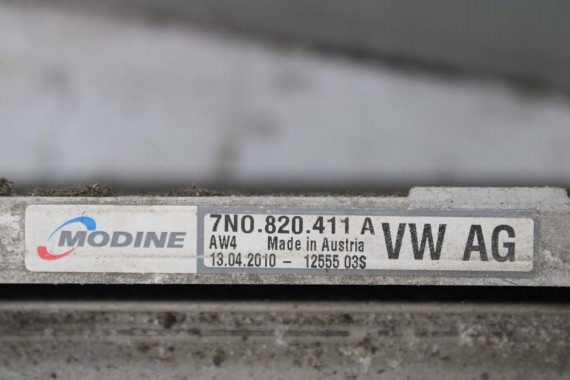 MODINE
7N0.820.411 A
AW4 Made in Austria
13.04.2010 - 12555 03S
VW AG